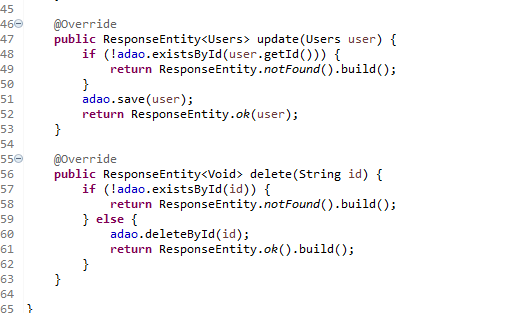 45
46 @Override
47 public ResponseEntity<Users> update(Users user) {
48 if (!adao.existsById(user.getId())) {
49 return ResponseEntity.notFound().build();
50 }
51 adao.save(user);
52 return ResponseEntity.ok(user);
53 }
54
55 @Override
56 public ResponseEntity<Void> delete(String id) {
57 if (!adao.existsById(id)) {
58 return ResponseEntity.notFound().build();
59 } else {
60 adao.deleteById(id);
61 return ResponseEntity.ok().build();
62 }
63 }
64
65 }